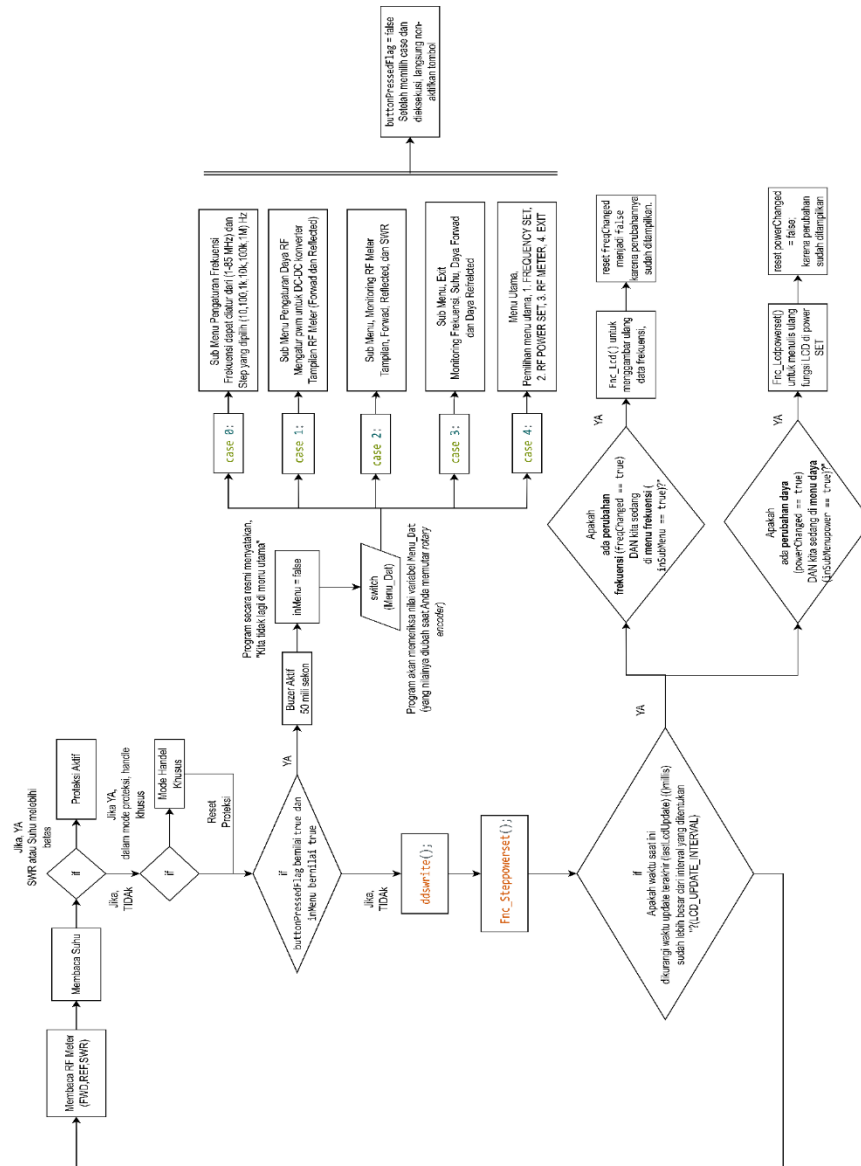 Membaca RF Meter
(FWD,REF,SWR)
Membaca Suhu
if
Jika, YA
SWR atau Suhu melebihi
batas
Proteksi Aktif
Jika,
TIDAk
if
Jika YA,
dalam mode proteksi, handle
khusus
Mode Handel
Khusus
Reset
Proteksi
if
buttonPressedFlag bernilai true dan
inMenu bernilai true
YA
Buzer Aktif
50 mili sekon
Program secara resmi menyatakan,
"Kita tidak lagi di menu utama"
inMenu = false
switch
(Menu_Dat)
Program akan memeriksa nilai variabel Menu_Dat
(yang nilainya diubah saat Anda memutar rotary
encoder)
case 0:
Sub Menu Pengaturan Frekuensi
Frekuensi dapat diatur dari (1-85 MHz) dan
Step yang dipilih (10,100,1k,10k,100k,1M) Hz
case 1:
Sub Menu Pengaturan Daya RF
Mengatur pwm untuk DC-DC konverter
Tampilan RF Meter (Forwad dan Reflected)
case 2:
Sub Menu, Monitoring RF Meter
Tampilan, Forwad, Reflected, dan SWR
case 3:
Sub Menu, Exit
Monitoring Frekuensi, Suhu, Daya Forwad
dan Daya Refrelcted
case 4:
Menu Utama,
Pemilihan menu utama, 1. FREQUENCY SET,
2. RF POWER SET, 3. RF METER, 4. EXIT
buttonPressedFlag = false
Setelah memilih case dan
dieksekusi, langsung non-
aktifkan tombol
Jika,
TIDAk
ddswrite();
Fnc_Steppowerset();
if
Apakah waktu saat ini
dikurangi waktu update terakhir (lastLcdUpdate) ((millis)
sudah lebih besar dari interval yang ditentukan
"?(LCD_UPDATE_INTERVAL)
YA
Apakah
ada perubahan
frekuensi (freqChanged == true)
DAN kita sedang
di menu frekuensi (
inSubMenu == true)?"
YA
Fnc_Lcd() untuk
menggambar ulang
data frekuensi,
reset freqChanged
menjadi false
karena perubahannya
sudah ditampilkan.
Apakah
ada perubahan daya
(powerChanged == true)
DAN kita sedang di menu daya
(inSubMenupower == true)?"
YA
Fnc_Lcdpowerset()
untuk menulis ulang
fungsi LCD di power
SET
reset powerChanged
= false,
karena perubahan
sudah ditampilkan